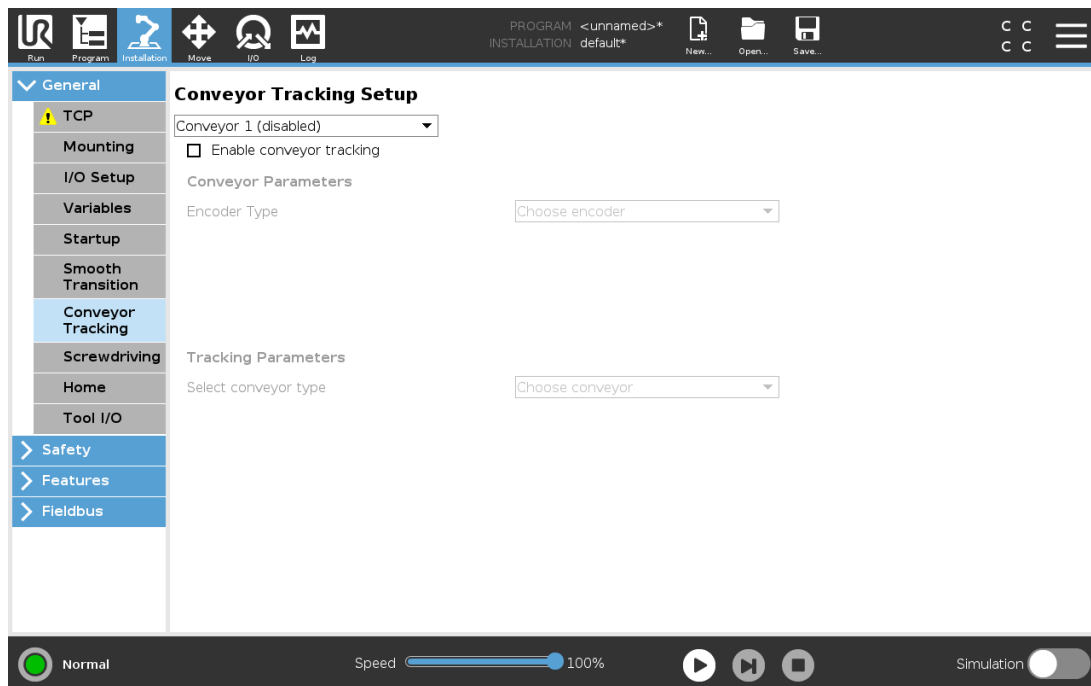 PROGRAM <unnamed>*
INSTALLATION default*
C C
C C
Run
Program
Installation
Move
I/O
Log
New...
Open...
Save...
General
TCP
Mounting
I/O Setup
Variables
Startup
Smooth
Transition
Conveyor
Tracking
Screwdriving
Home
Tool I/O
Safety
Features
Fieldbus
Conveyor Tracking Setup
Conveyor 1 (disabled)
Enable conveyor tracking
Conveyor Parameters
Encoder Type
Choose encoder
Tracking Parameters
Select conveyor type
Choose conveyor
Normal
Speed
100%
Simulation